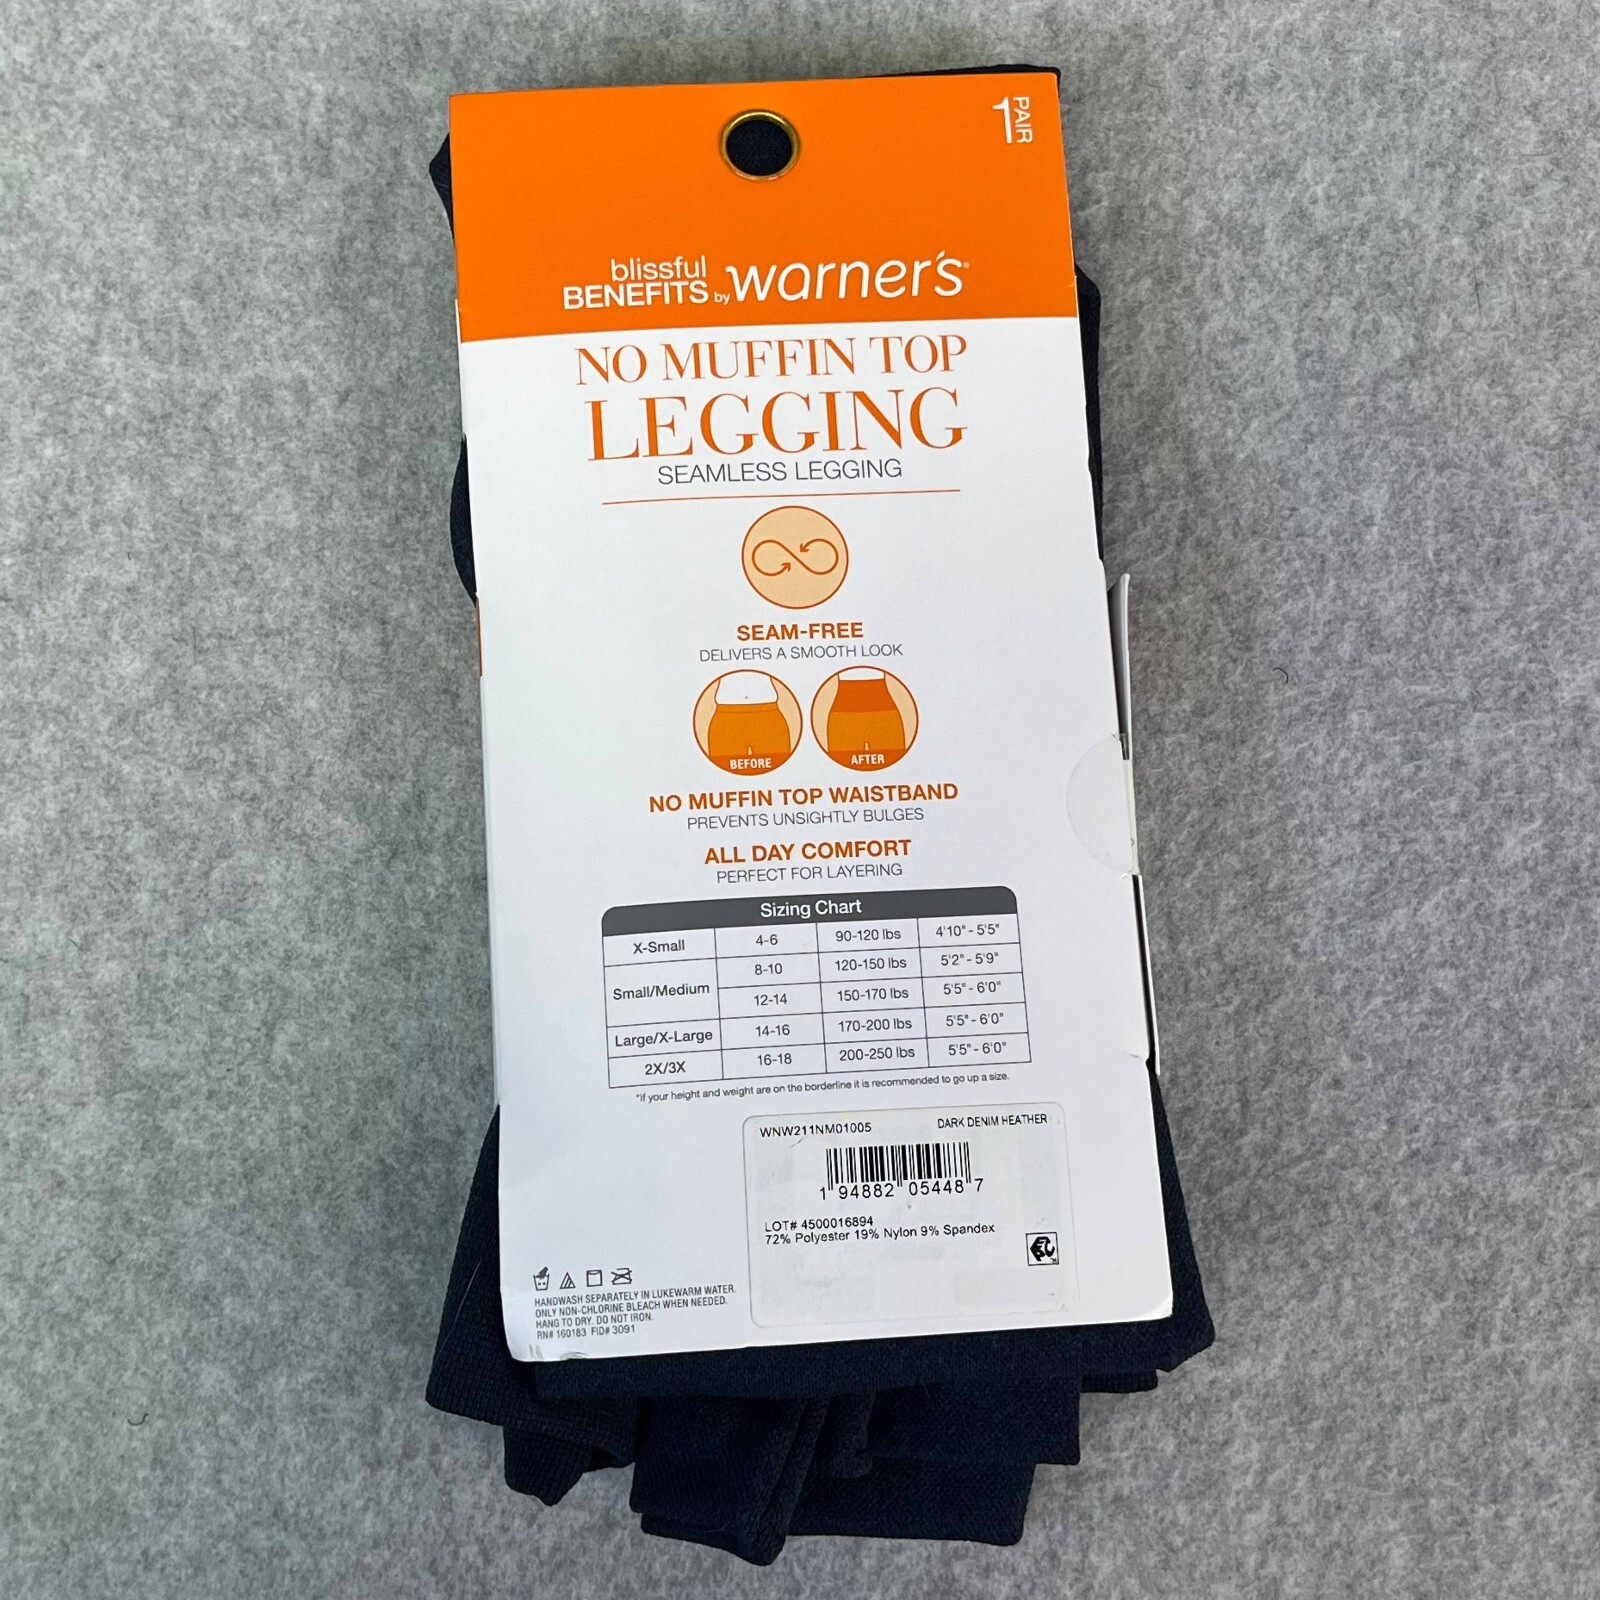 1 PAIR
blissful
BENEFITS by warner's®
NO MUFFIN TOP
LEGGING
SEAMLESS LEGGING
SEAM-FREE
DELIVERS A SMOOTH LOOK
BEFORE AFTER
NO MUFFIN TOP WAISTBAND
PREVENTS UNSIGHTLY BULGES
ALL DAY COMFORT
PERFECT FOR LAYERING
Sizing Chart
X-Small 4-6 90-120 lbs 4'10" - 5'5"
Small/Medium 8-10 120-150 lbs 5'2" - 5'9"
12-14 150-170 lbs 5'5" - 6'0"
Large/X-Large 14-16 170-200 lbs 5'5" - 6'0"
2X/3X 16-18 200-250 lbs 5'5" - 6'0"
*If your height and weight are on the borderline it is recommended to go up a size.
WNW211NM01005 DARK DENIM HEATHER
1 94882 05448 7
LOT# 4500016894
72% Polyester 19% Nylon 9% Spandex
HANDWASH SEPARATELY IN LUKEWARM WATER.
ONLY NON-CHLORINE BLEACH WHEN NEEDED.
HANG TO DRY. DO NOT IRON.
RN# 160183 FID# 3091